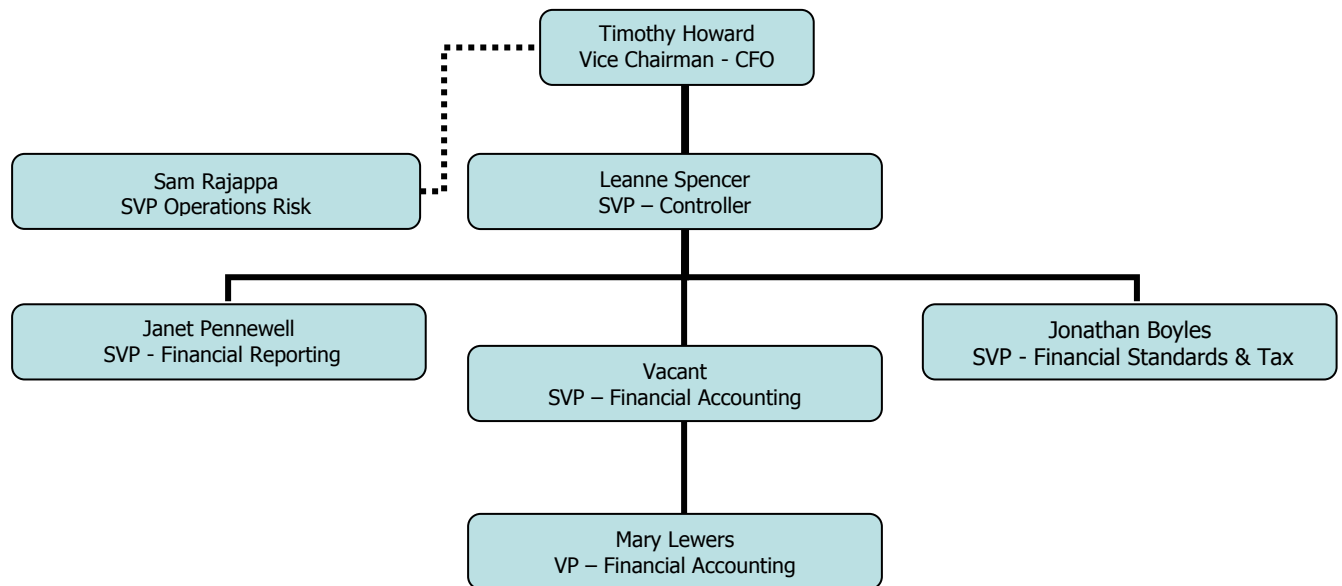 Timothy Howard
Vice Chairman - CFO
Sam Rajappa
SVP Operations Risk
Leanne Spencer
SVP – Controller
Janet Pennewell
SVP - Financial Reporting
Vacant
SVP – Financial Accounting
Jonathan Boyles
SVP - Financial Standards & Tax
Mary Lewers
VP – Financial Accounting